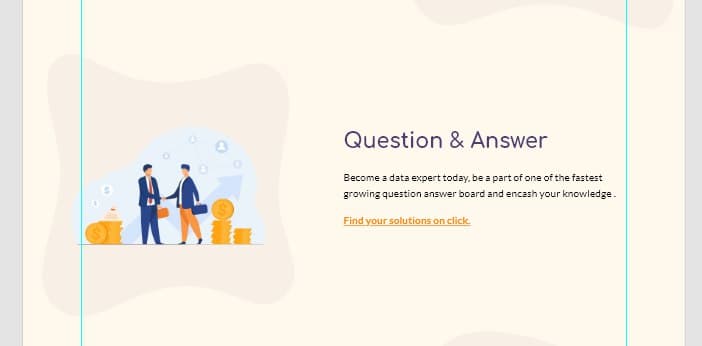 Question & Answer
Become a data expert today, be a part of one of the fastest
growing question answer board and encash your knowledge .
Find your solutions on click.
$
$
$
$